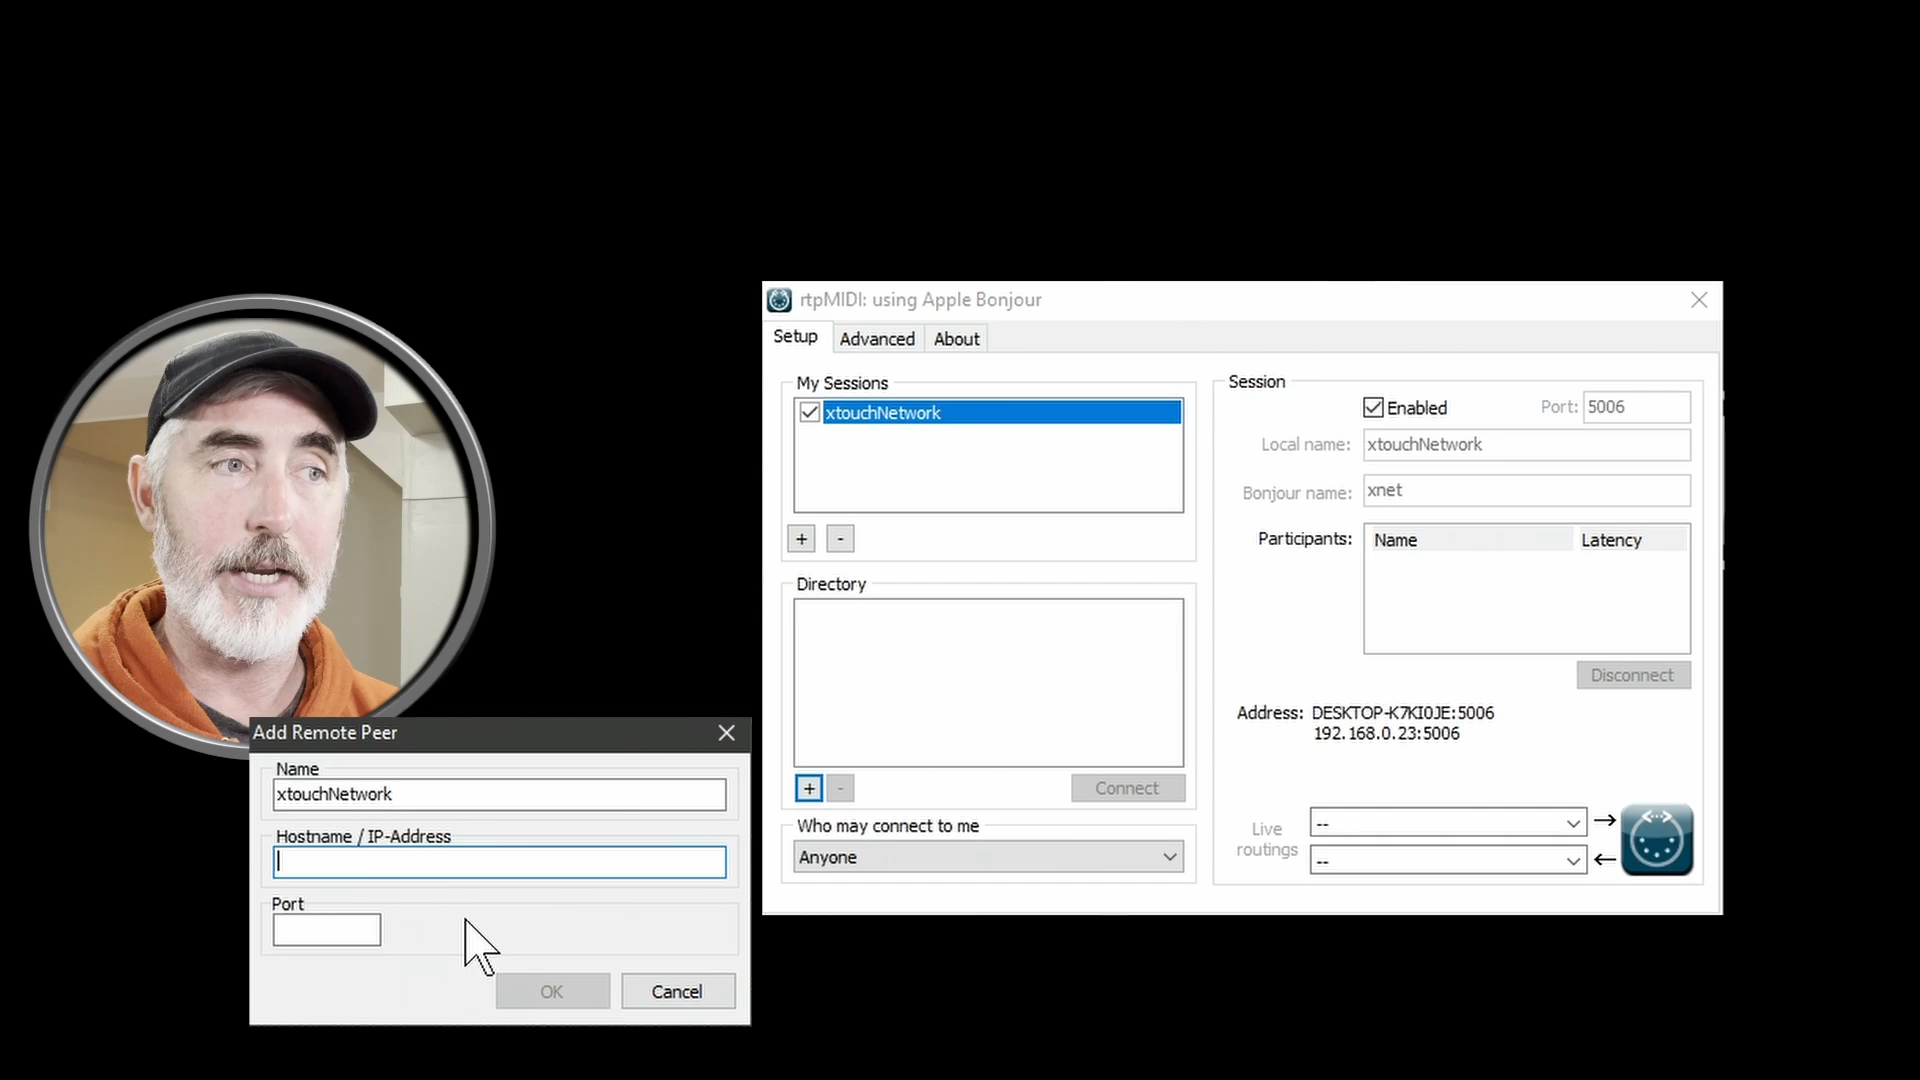 rtpMIDI: using Apple Bonjour
Setup
Advanced
About
My Sessions
xtouchNetwork
+
-
Directory
+
-
Connect
Who may connect to me
Anyone
Session
Enabled
Port: 5006
Local name: xtouchNetwork
Bonjour name: xnet
Participants:
Name
Latency
Disconnect
Address: DESKTOP-K7KI0JE:5006
192.168.0.23:5006
Live
routings
--
--
Add Remote Peer
Name
xtouchNetwork
Hostname / IP-Address
Port
OK
Cancel